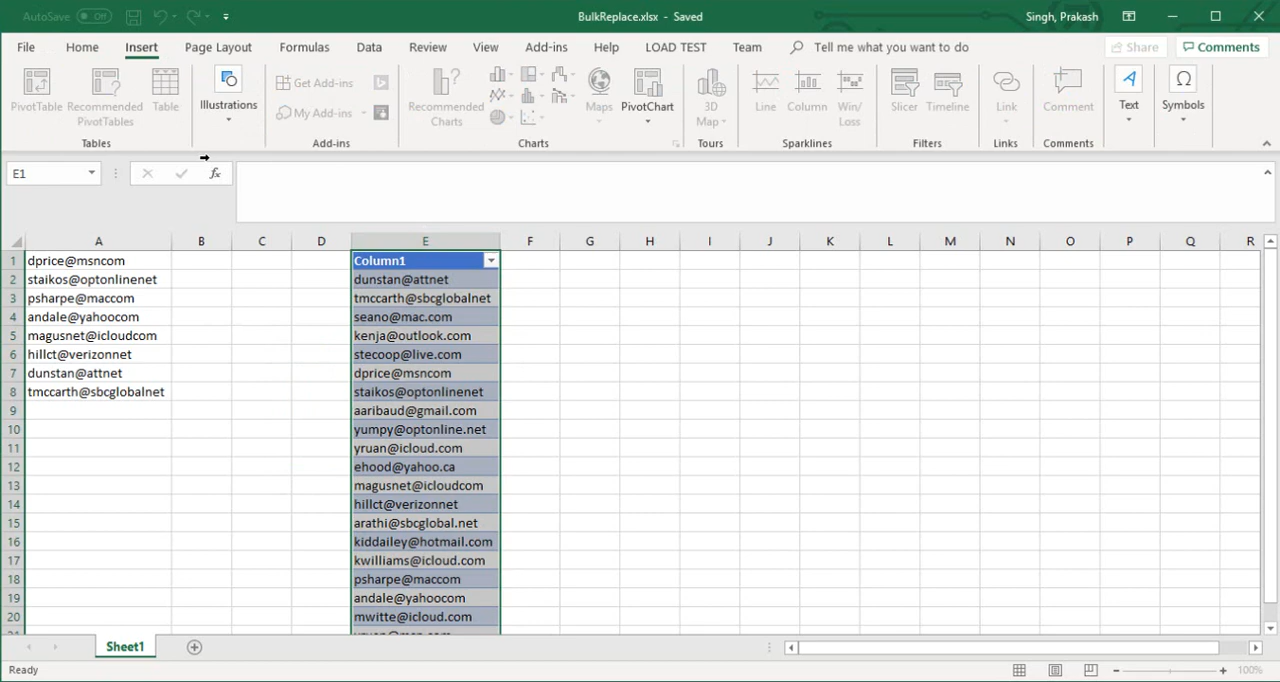 AutoSave Off BulkReplace.xlsx - Saved Singh, Prakash
File Home Insert Page Layout Formulas Data Review View Add-ins Help LOAD TEST Team Tell me what you want to do Share Comments
PivotTable Recommended PivotTables Table Illustrations Get Add-ins My Add-ins Recommended Charts Maps PivotChart 3D Map Line Column Win/Loss Slicer Timeline Link Comment Text Symbols
Tables Add-ins Charts Tours Sparklines Filters Links Comments
E1 fx
A B C D E F G H I J K L M N O P Q R
1 dprice@msncom Column1
2 staikos@optonlinenet dunstan@attnet
3 psharpe@maccom tmccarth@sbcglobalnet
4 andale@yahoocom seano@mac.com
5 magusnet@icloudcom kenja@outlook.com
6 hillct@verizonnet stecoop@live.com
7 dunstan@attnet dprice@msncom
8 tmccarth@sbcglobalnet staikos@optonlinenet
9 aaribaud@gmail.com
10 yumpy@optonline.net
11 yruan@icloud.com
12 ehood@yahoo.ca
13 magusnet@icloudcom
14 hillct@verizonnet
15 arathi@sbcglobal.net
16 kiddailey@hotmail.com
17 kwilliams@icloud.com
18 psharpe@maccom
19 andale@yahoocom
20 mwitte@icloud.com
Sheet1
Ready 100%